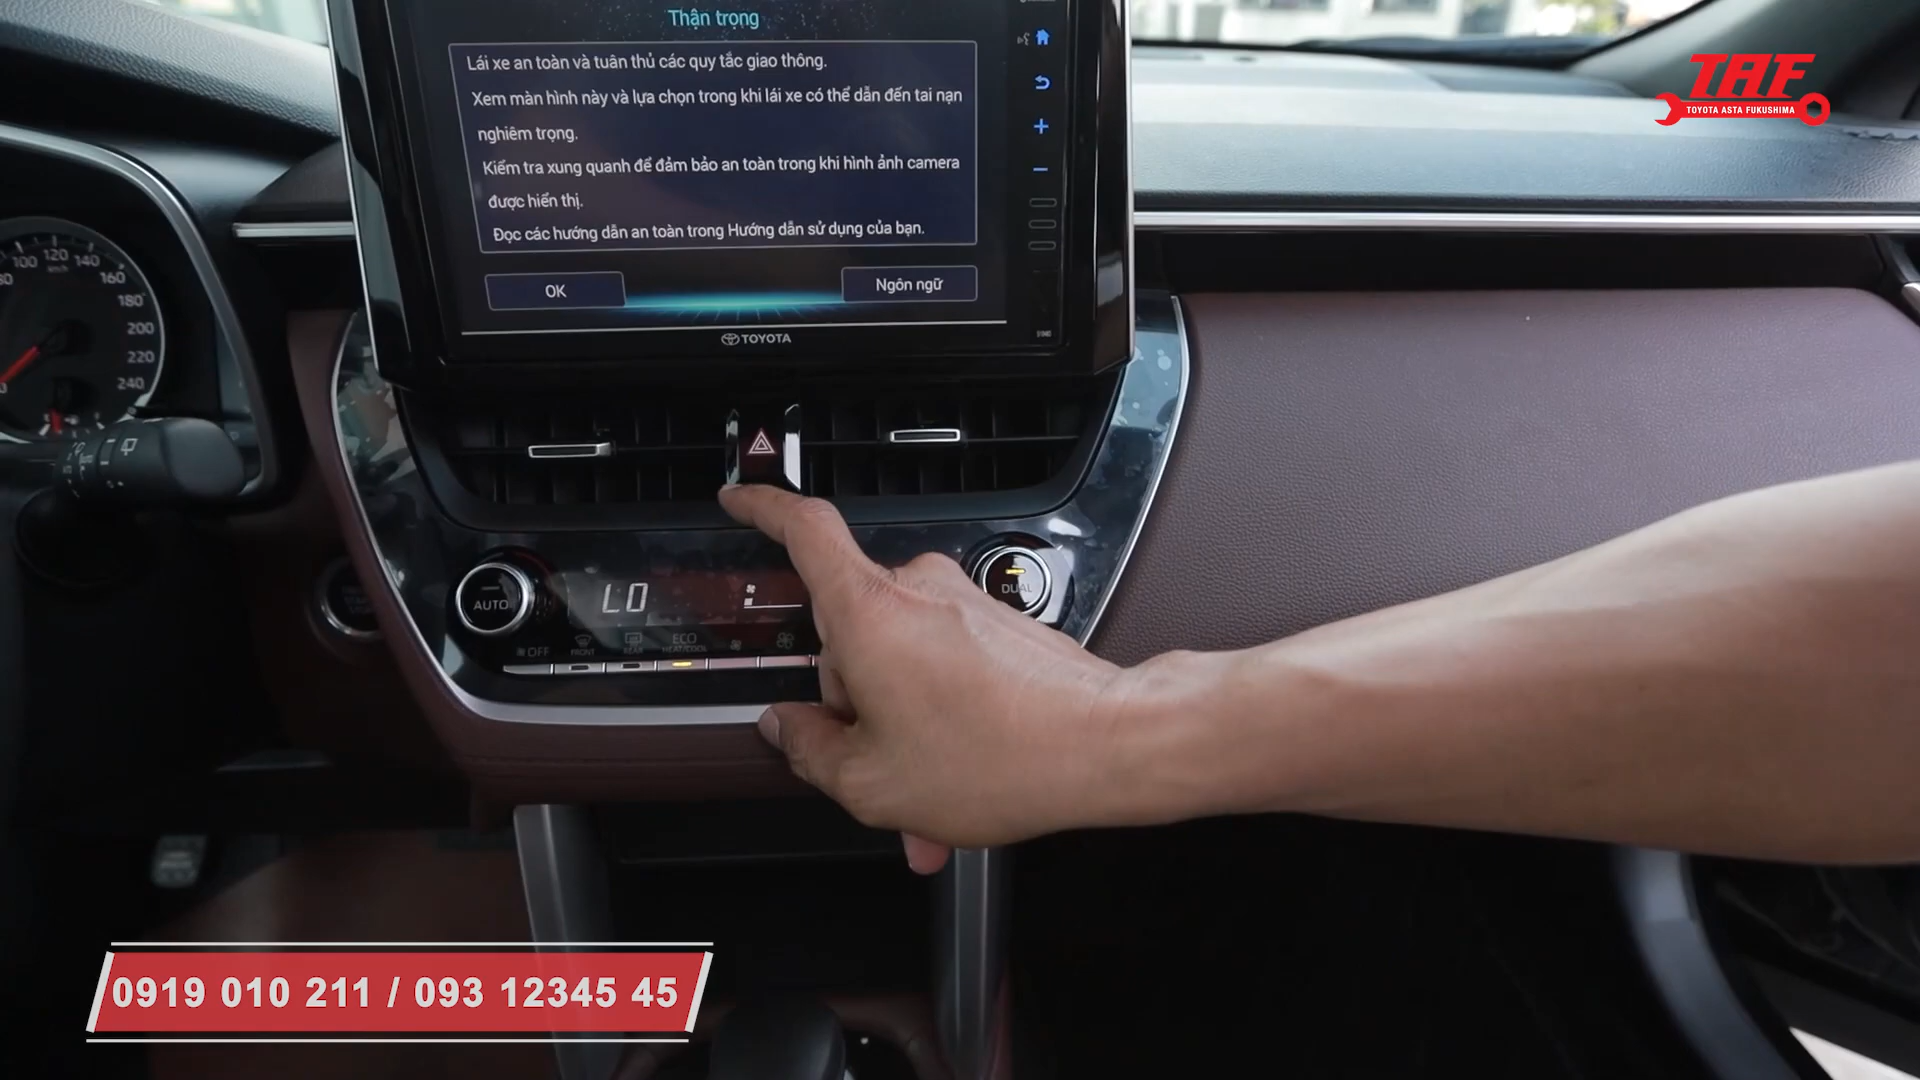 Thận trọng
Lái xe an toàn và tuân thủ các quy tắc giao thông.
Xem màn hình này và lựa chọn trong khi lái xe có thể dẫn đến tai nạn
nghiêm trọng.
Kiểm tra xung quanh để đảm bảo an toàn trong khi hình ảnh camera
được hiển thị.
Đọc các hướng dẫn an toàn trong Hướng dẫn sử dụng của bạn.
OK
Ngôn ngữ
TOYOTA
TAF
TOYOTA ASTA FUKUSHIMA
100 120 140
km/h
160
180
200
220
240
AUTO
LO
DUAL
OFF
FRONT
REAR
ECO
HEAT/COOL
0919 010 211 / 093 12345 45